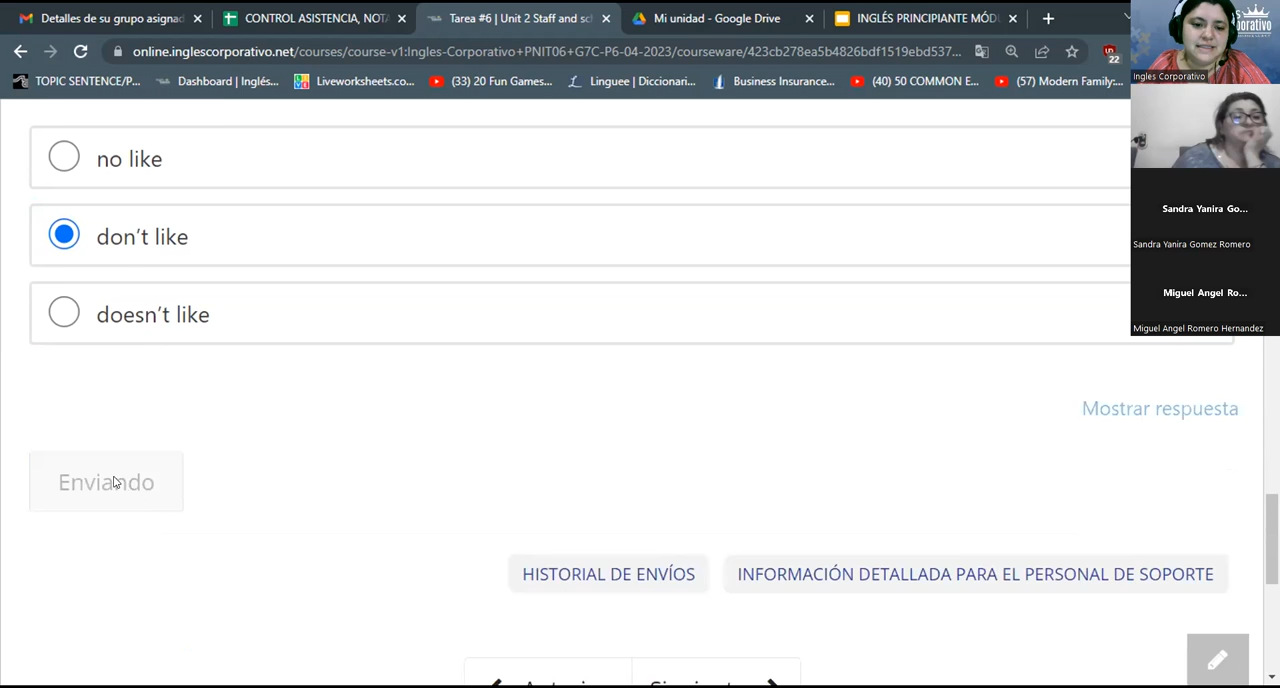 Detalles de su grupo asignad
CONTROL ASISTENCIA, NOTA
Tarea #6 | Unit 2 Staff and sch
Mi unidad - Google Drive
INGLÉS PRINCIPIANTE MÓDU
online.inglescorporativo.net/courses/course-v1:Ingles-Corporativo+PNIT06+G7C-P6-04-2023/courseware/423cb278ea5b4826bdf1519ebd537...
22
TOPIC SENTENCE/P...
Dashboard | Inglés...
Liveworksheets.co...
(33) 20 Fun Games...
Linguee | Diccionari...
Business Insurance...
(40) 50 COMMON E...
(57) Modern Family:...
Ingles Corporativo
no like
don't like
doesn't like
Sandra Yanira Go...
Sandra Yanira Gomez Romero
Miguel Angel Ro...
Miguel Angel Romero Hernandez
Mostrar respuesta
Enviando
HISTORIAL DE ENVÍOS
INFORMACIÓN DETALLADA PARA EL PERSONAL DE SOPORTE